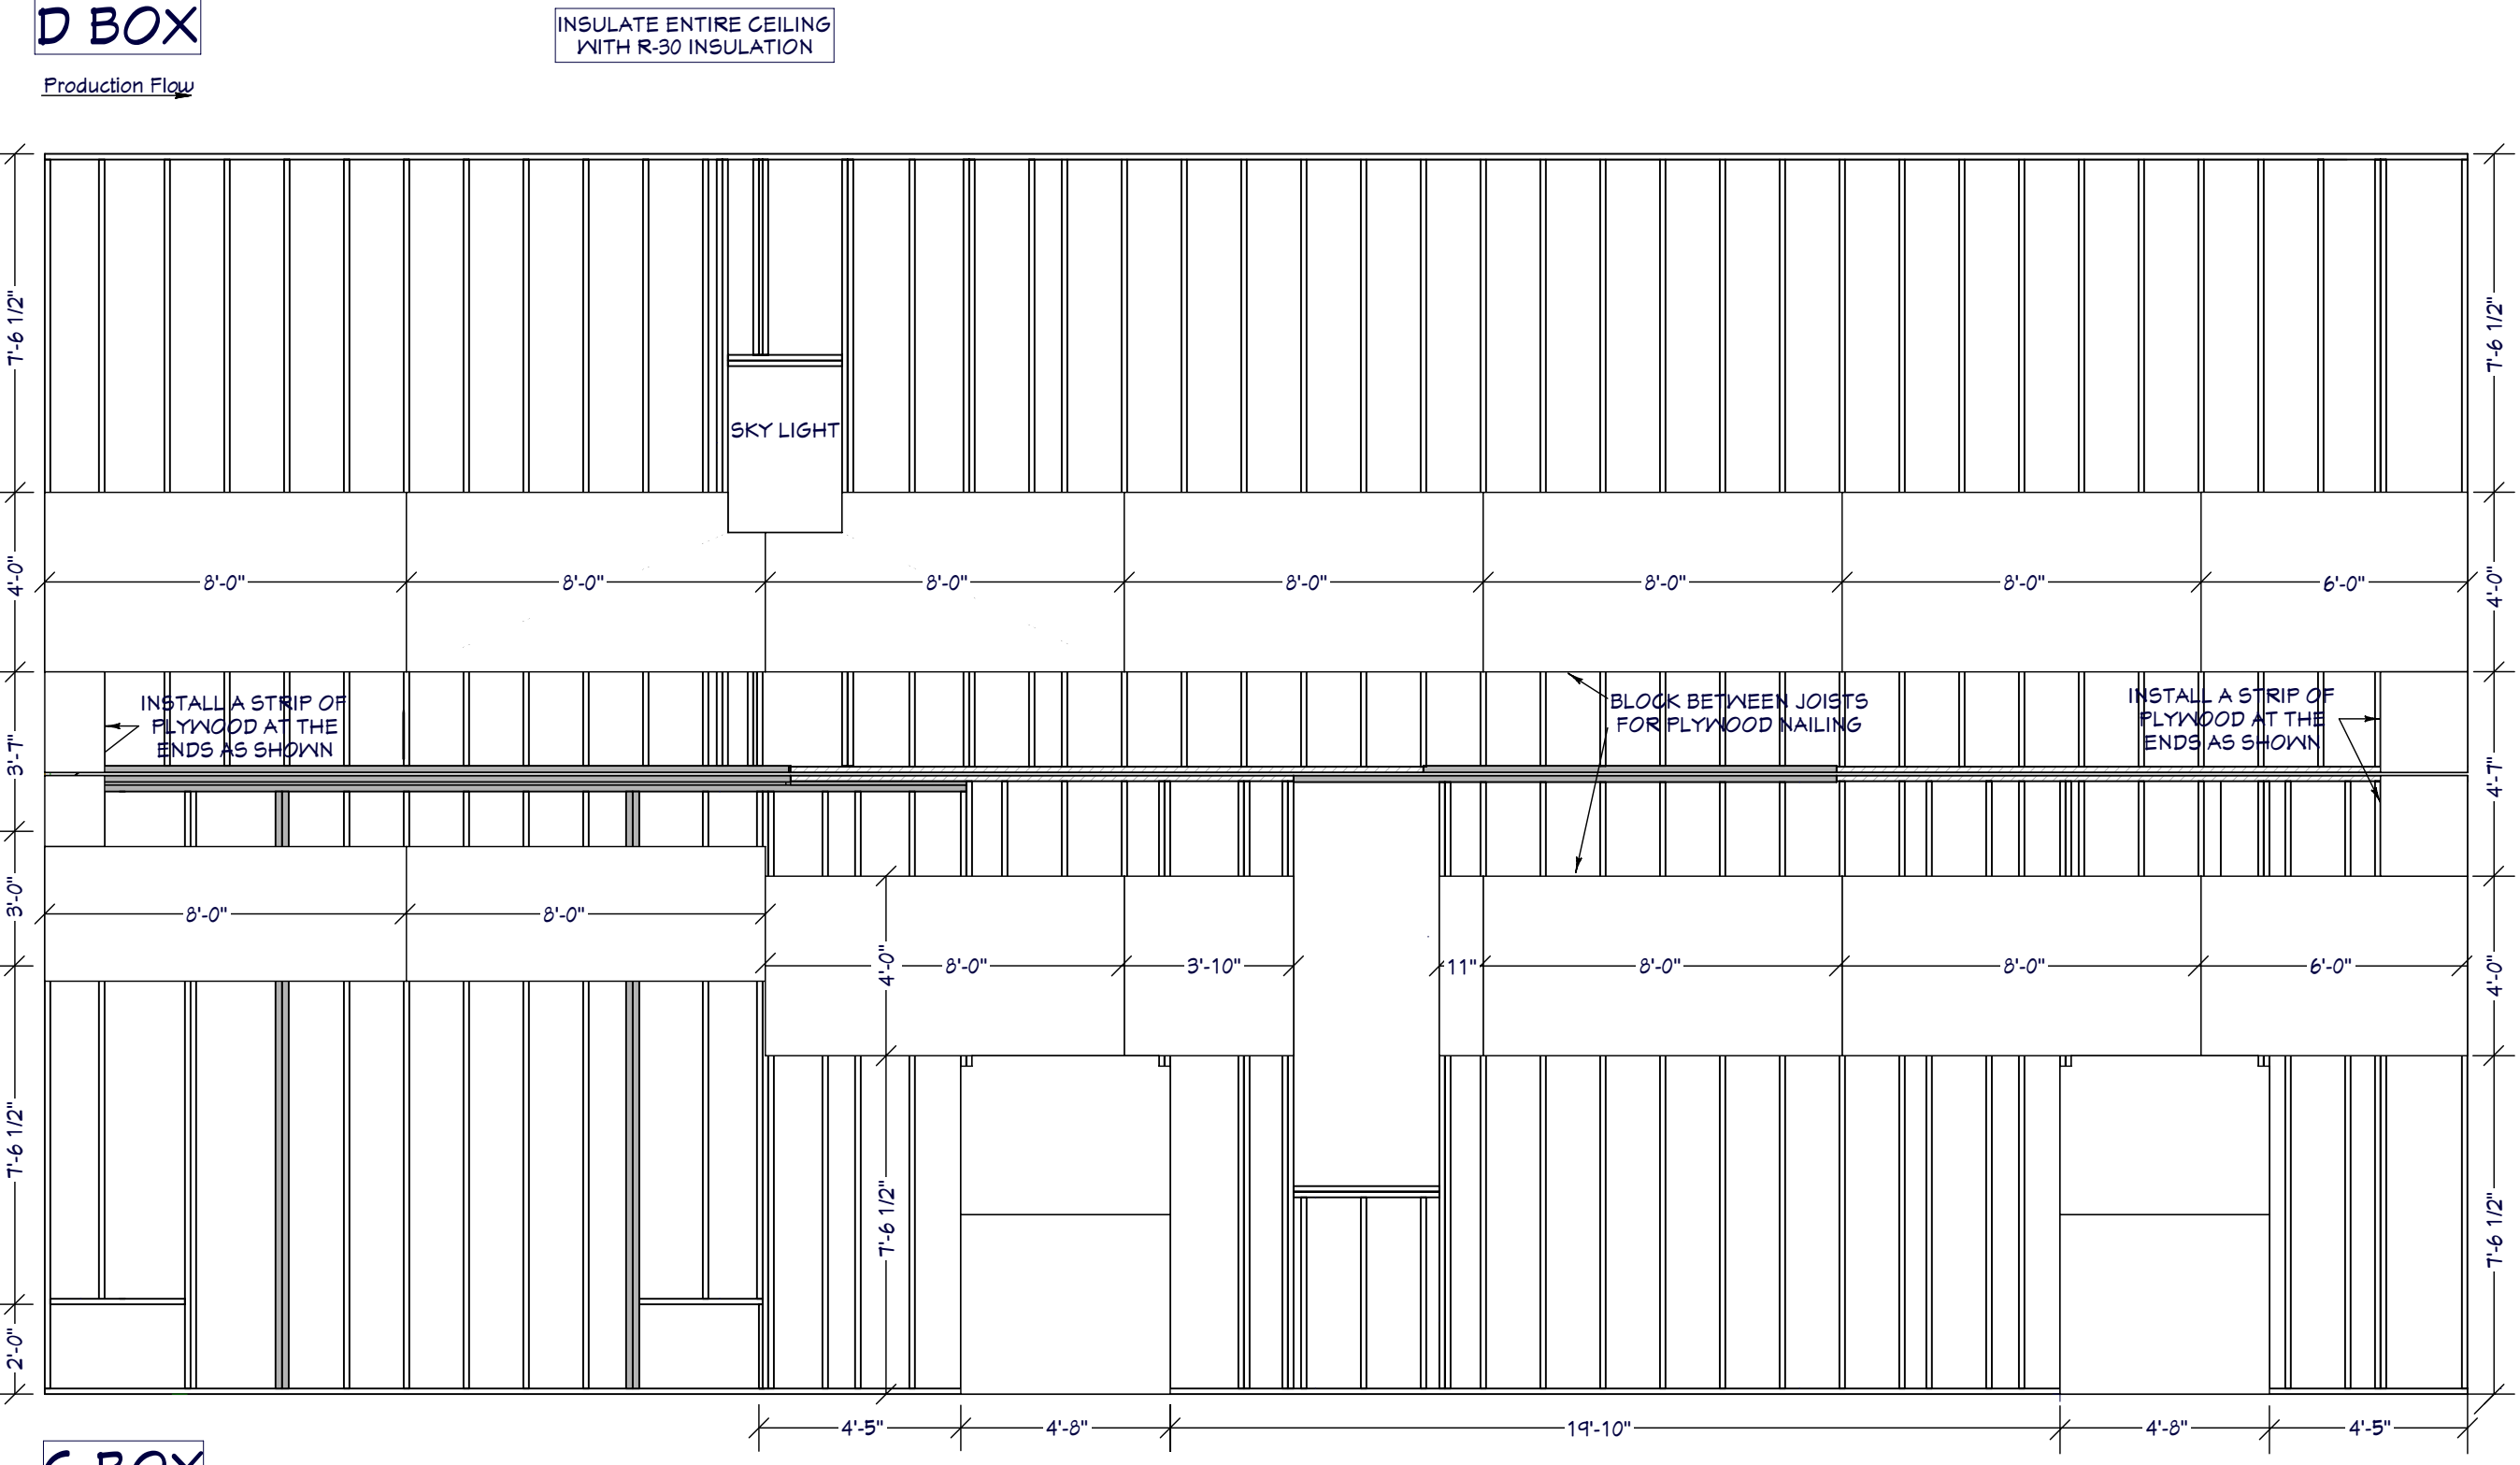 D BOX
INSULATE ENTIRE CEILING
WITH R-30 INSULATION
Production Flow
7'-6 1/2"
7'-6 1/2"
SKY LIGHT
4'-0"
8'-0"
8'-0"
8'-0"
8'-0"
8'-0"
8'-0"
6'-0"
4'-0"
3'-7"
INSTALL A STRIP OF
PLYWOOD AT THE
ENDS AS SHOWN
BLOCK BETWEEN JOISTS
FOR PLYWOOD NAILING
INSTALL A STRIP OF
PLYWOOD AT THE
ENDS AS SHOWN
4'-7"
3'-0"
8'-0"
8'-0"
4'-0"
8'-0"
3'-10"
11"
8'-0"
8'-0"
6'-0"
4'-0"
7'-6 1/2"
7'-6 1/2"
7'-6 1/2"
2'-0"
4'-5"
4'-8"
19'-10"
4'-8"
4'-5"
C BOX